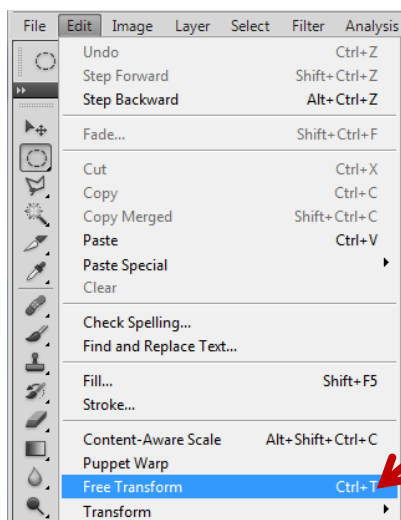 File Edit Image Layer Select Filter Analysis
Undo Ctrl+Z
Step Forward Shift+Ctrl+Z
Step Backward Alt+Ctrl+Z
Fade... Shift+Ctrl+F
Cut Ctrl+X
Copy Ctrl+C
Copy Merged Shift+Ctrl+C
Paste Ctrl+V
Paste Special
Clear
Check Spelling...
Find and Replace Text...
Fill... Shift+F5
Stroke...
Content-Aware Scale Alt+Shift+Ctrl+C
Puppet Warp
Free Transform Ctrl+T
Transform